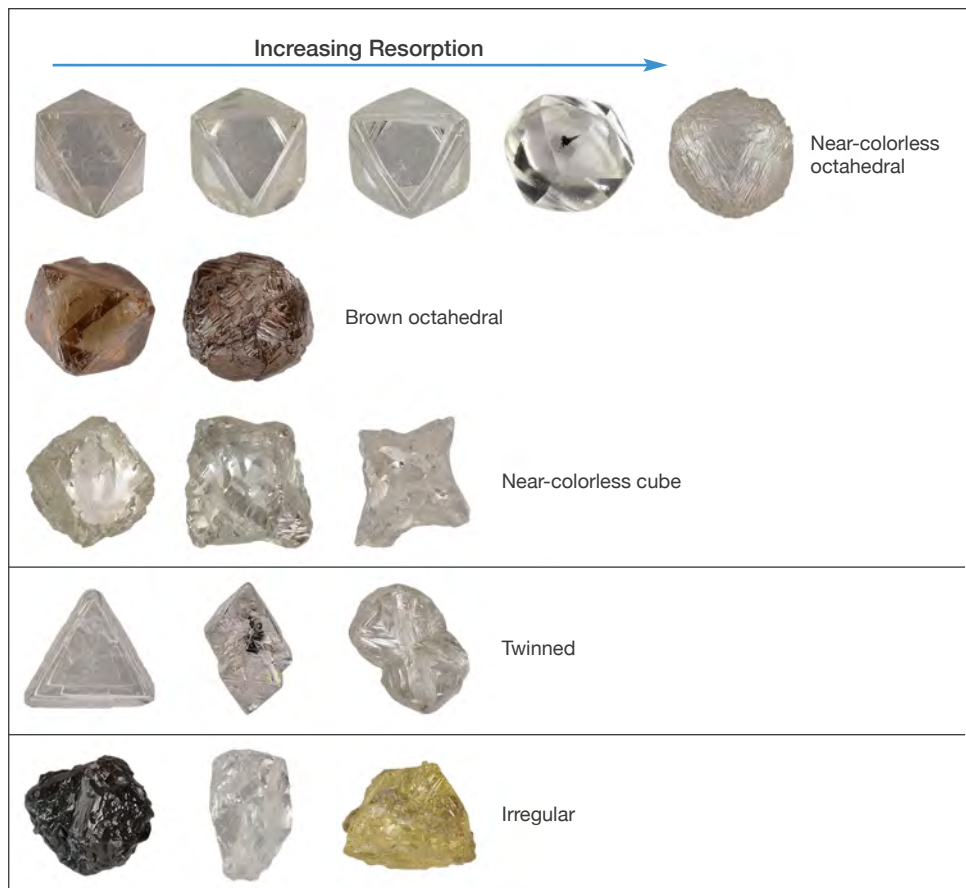 Increasing Resorption
Near-colorless
octahedral
Brown octahedral
Near-colorless cube
Twinned
Irregular